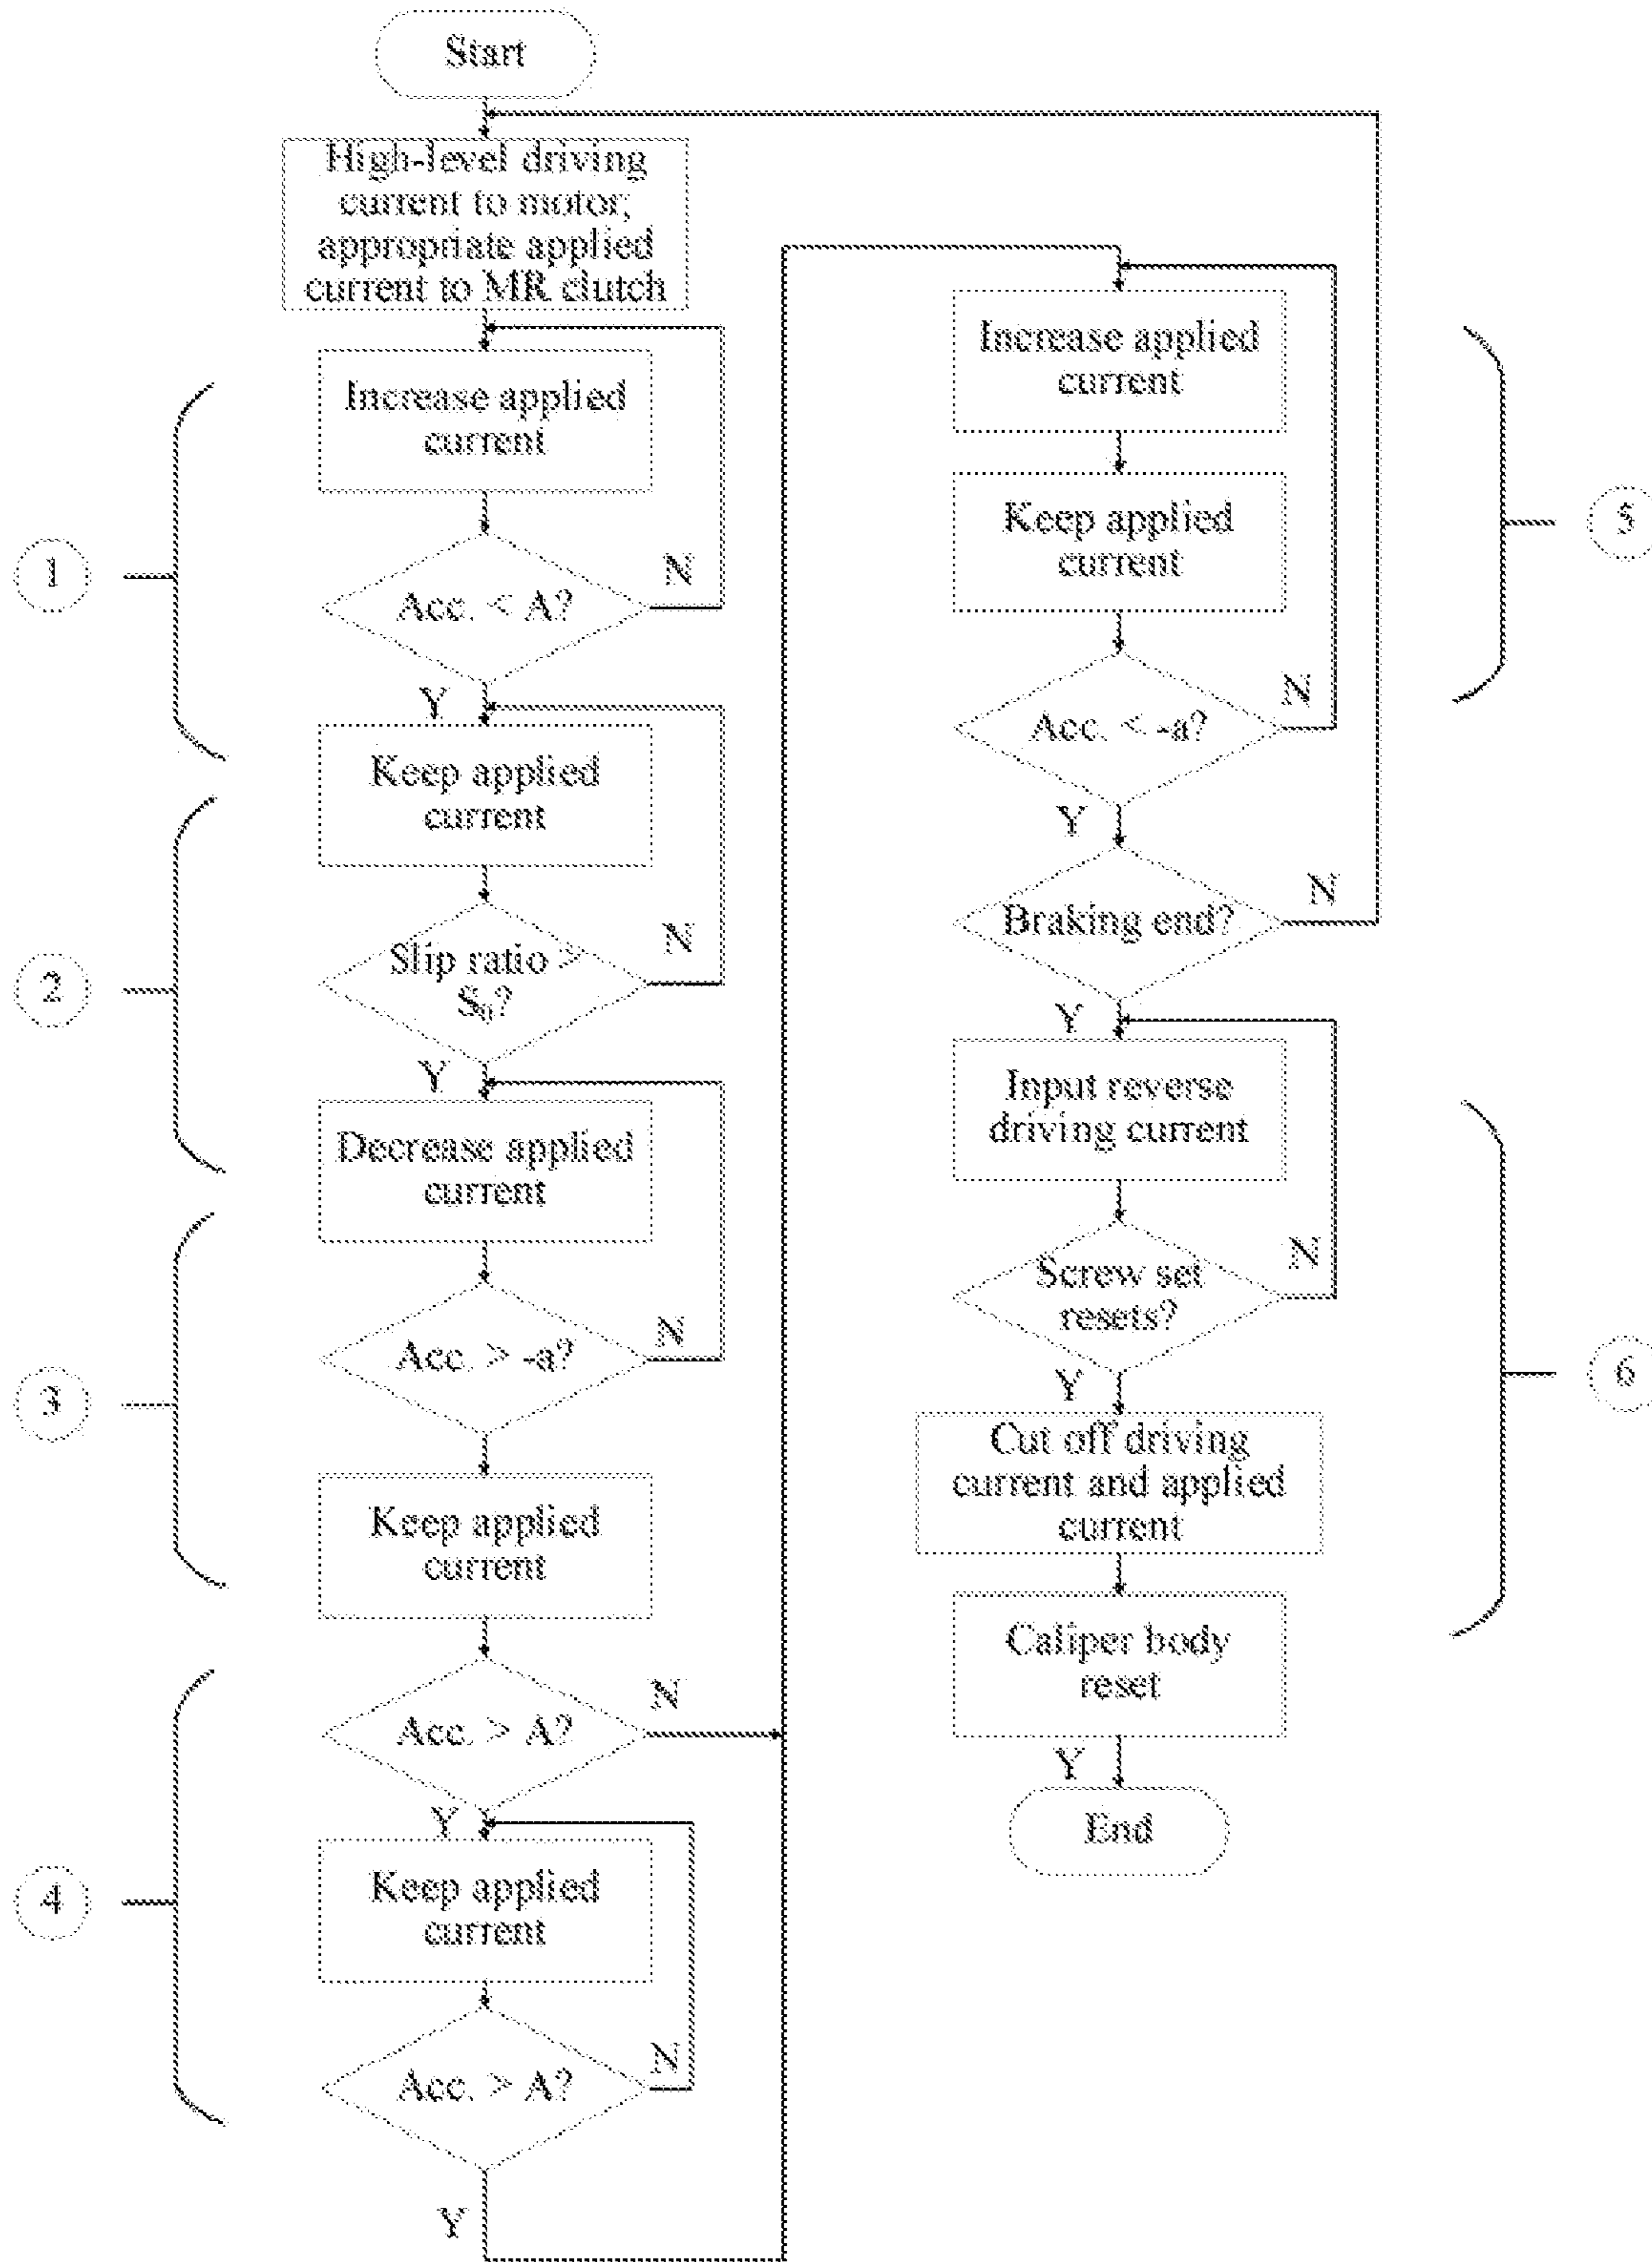 Start
High-level driving
current to motor,
appropriate applied
current to MR clutch
Increase applied
current
1
Acc. < A?
N
Y
Keep applied
current
2
Slip ratio >
S₀?
N
Y
Decrease applied
current
3
Acc. > -a?
N
Keep applied
current
Acc. > A?
N
Y
4
Keep applied
current
Acc. > A?
N
Y
Increase applied
current
5
Keep applied
current
Acc. < -a?
N
Y
Braking end?
N
Y
Input reverse
driving current
Screw set
resets?
N
Y
6
Cut off driving
current and applied
current
Caliper body
reset
Y
End